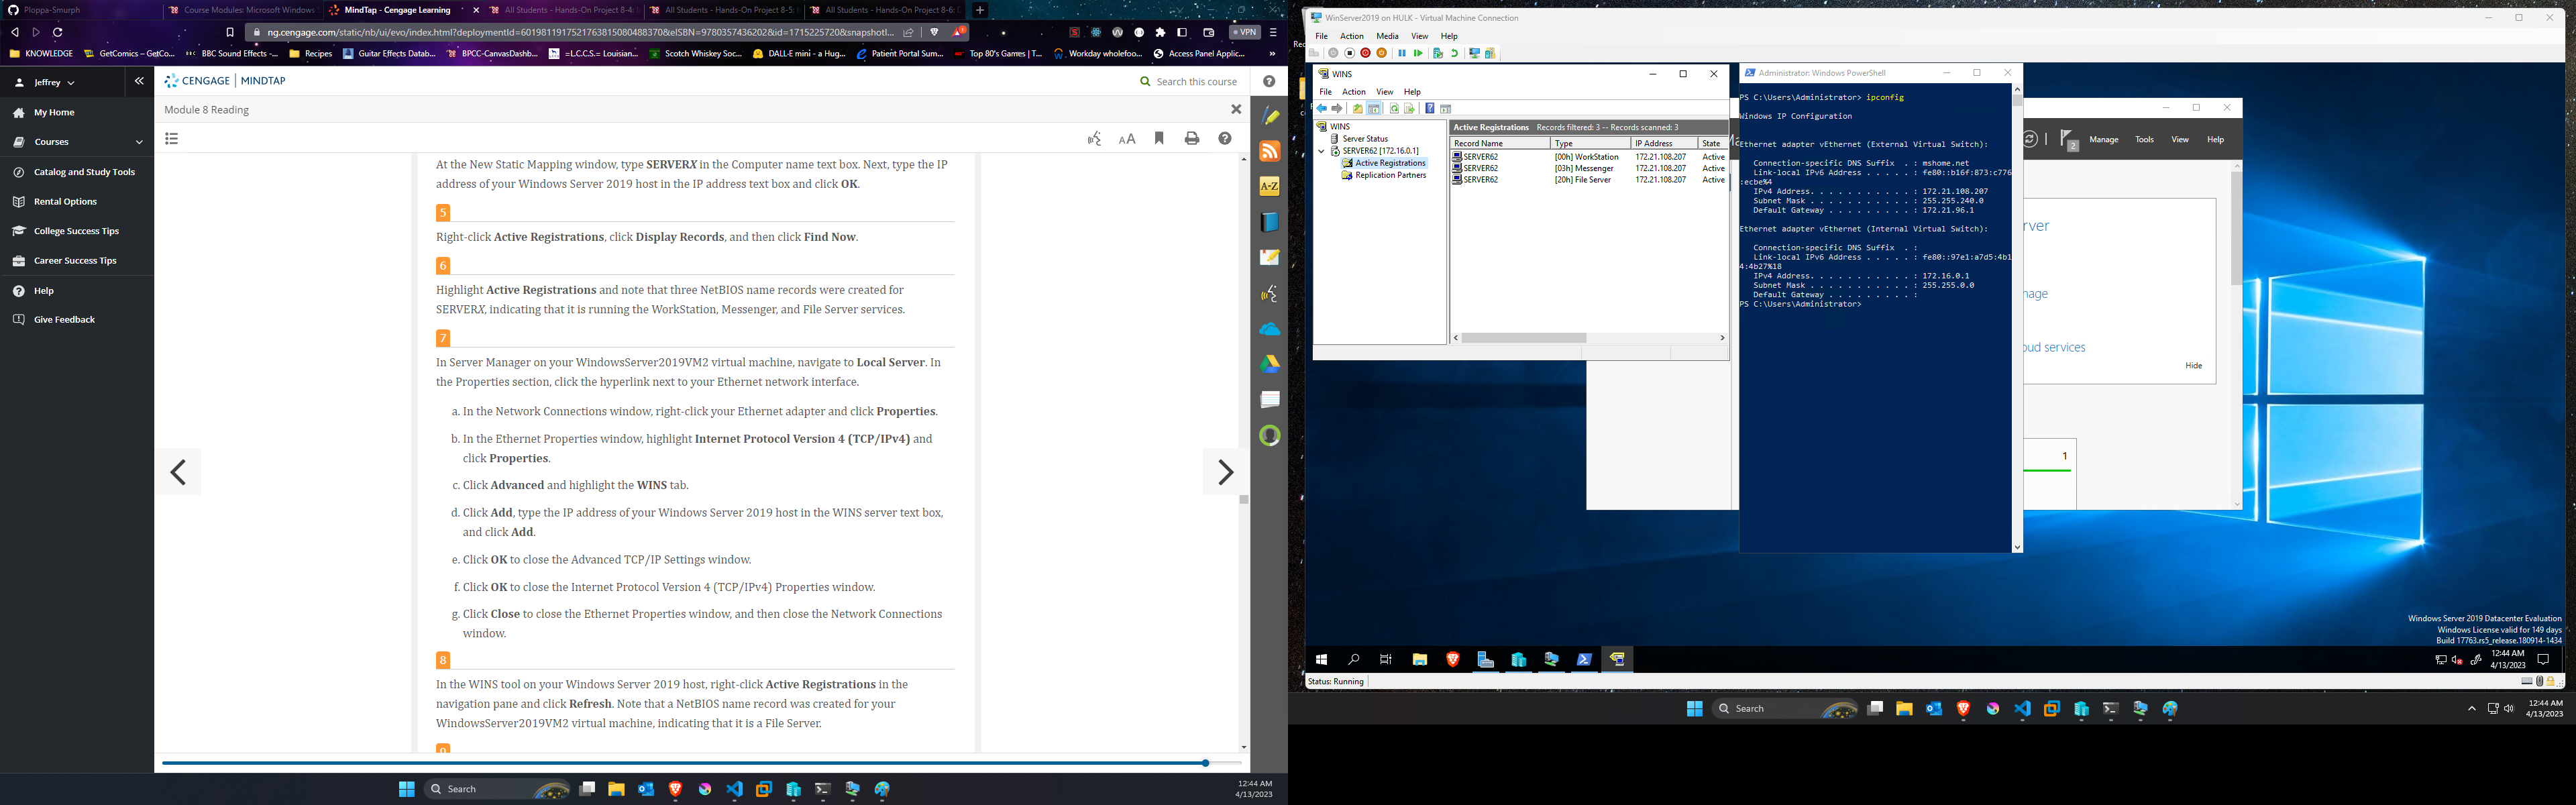 Ploppa-Smurph
Course Modules: Microsoft Windows S
MindTap - Cengage Learning
All Students - Hands-On Project 8-4: I
All Students - Hands-On Project 8-5: I
All Students - Hands-On Project 8-6: D
ng.cengage.com/static/nb/ui/evo/index.html?deploymentId=6019811917521763815080488370&eISBN=9780357436202&id=1715225720&snapshotI...
VPN
KNOWLEDGE
GetComics – GetCo...
BBC Sound Effects -...
Recipes
Guitar Effects Datab...
BPCC-CanvasDashb...
=L.C.C.S.= Louisian...
Scotch Whiskey Soc...
DALL·E mini - a Hug...
Patient Portal Sum...
Top 80's Games | T...
Workday wholefoo...
Access Panel Applic...
»
Jeffrey
My Home
Courses
Catalog and Study Tools
Rental Options
College Success Tips
Career Success Tips
Help
Give Feedback
CENGAGE | MINDTAP
Search this course
Module 8 Reading
AA
A-Z
At the New Static Mapping window, type SERVERX in the Computer name text box. Next, type the IP
address of your Windows Server 2019 host in the IP address text box and click OK.
5
Right-click Active Registrations, click Display Records, and then click Find Now.
6
Highlight Active Registrations and note that three NetBIOS name records were created for
SERVERX, indicating that it is running the WorkStation, Messenger, and File Server services.
7
In Server Manager on your WindowsServer2019VM2 virtual machine, navigate to Local Server. In
the Properties section, click the hyperlink next to your Ethernet network interface.
a. In the Network Connections window, right-click your Ethernet adapter and click Properties.
b. In the Ethernet Properties window, highlight Internet Protocol Version 4 (TCP/IPv4) and
click Properties.
c. Click Advanced and highlight the WINS tab.
d. Click Add, type the IP address of your Windows Server 2019 host in the WINS server text box,
and click Add.
e. Click OK to close the Advanced TCP/IP Settings window.
f. Click OK to close the Internet Protocol Version 4 (TCP/IPv4) Properties window.
g. Click Close to close the Ethernet Properties window, and then close the Network Connections
window.
8
In the WINS tool on your Windows Server 2019 host, right-click Active Registrations in the
navigation pane and click Refresh. Note that a NetBIOS name record was created for your
WindowsServer2019VM2 virtual machine, indicating that it is a File Server.
9
Search
12:44 AM
4/13/2023
WinServer2019 on HULK - Virtual Machine Connection
File Action Media View Help
WINS
File Action View Help
WINS
Server Status
SERVER62 [172.16.0.1]
Active Registrations
Replication Partners
Active Registrations Records filtered: 3 -- Records scanned: 3
Record Name Type IP Address State
SERVER62 [00h] WorkStation 172.21.108.207 Active
SERVER62 [03h] Messenger 172.21.108.207 Active
SERVER62 [20h] File Server 172.21.108.207 Active
Administrator: Windows PowerShell
PS C:\Users\Administrator> ipconfig
Windows IP Configuration
Ethernet adapter vEthernet (External Virtual Switch):
Connection-specific DNS Suffix . : mshome.net
Link-local IPv6 Address . . . . . : fe80::b16f:873:c776
:ecbe%4
IPv4 Address. . . . . . . . . . . : 172.21.108.207
Subnet Mask . . . . . . . . . . . : 255.255.240.0
Default Gateway . . . . . . . . . : 172.21.96.1
Ethernet adapter vEthernet (Internal Virtual Switch):
Connection-specific DNS Suffix . :
Link-local IPv6 Address . . . . . : fe80::97e1:a7d5:4b1
4:4b27%18
IPv4 Address. . . . . . . . . . . : 172.16.0.1
Subnet Mask . . . . . . . . . . . : 255.255.0.0
Default Gateway . . . . . . . . . :
PS C:\Users\Administrator>
2
Manage Tools View Help
rver
nage
oud services
Hide
1
Windows Server 2019 Datacenter Evaluation
Windows License valid for 149 days
Build 17763.rs5_release.180914-1434
12:44 AM
4/13/2023
Status: Running
Search
12:44 AM
4/13/2023